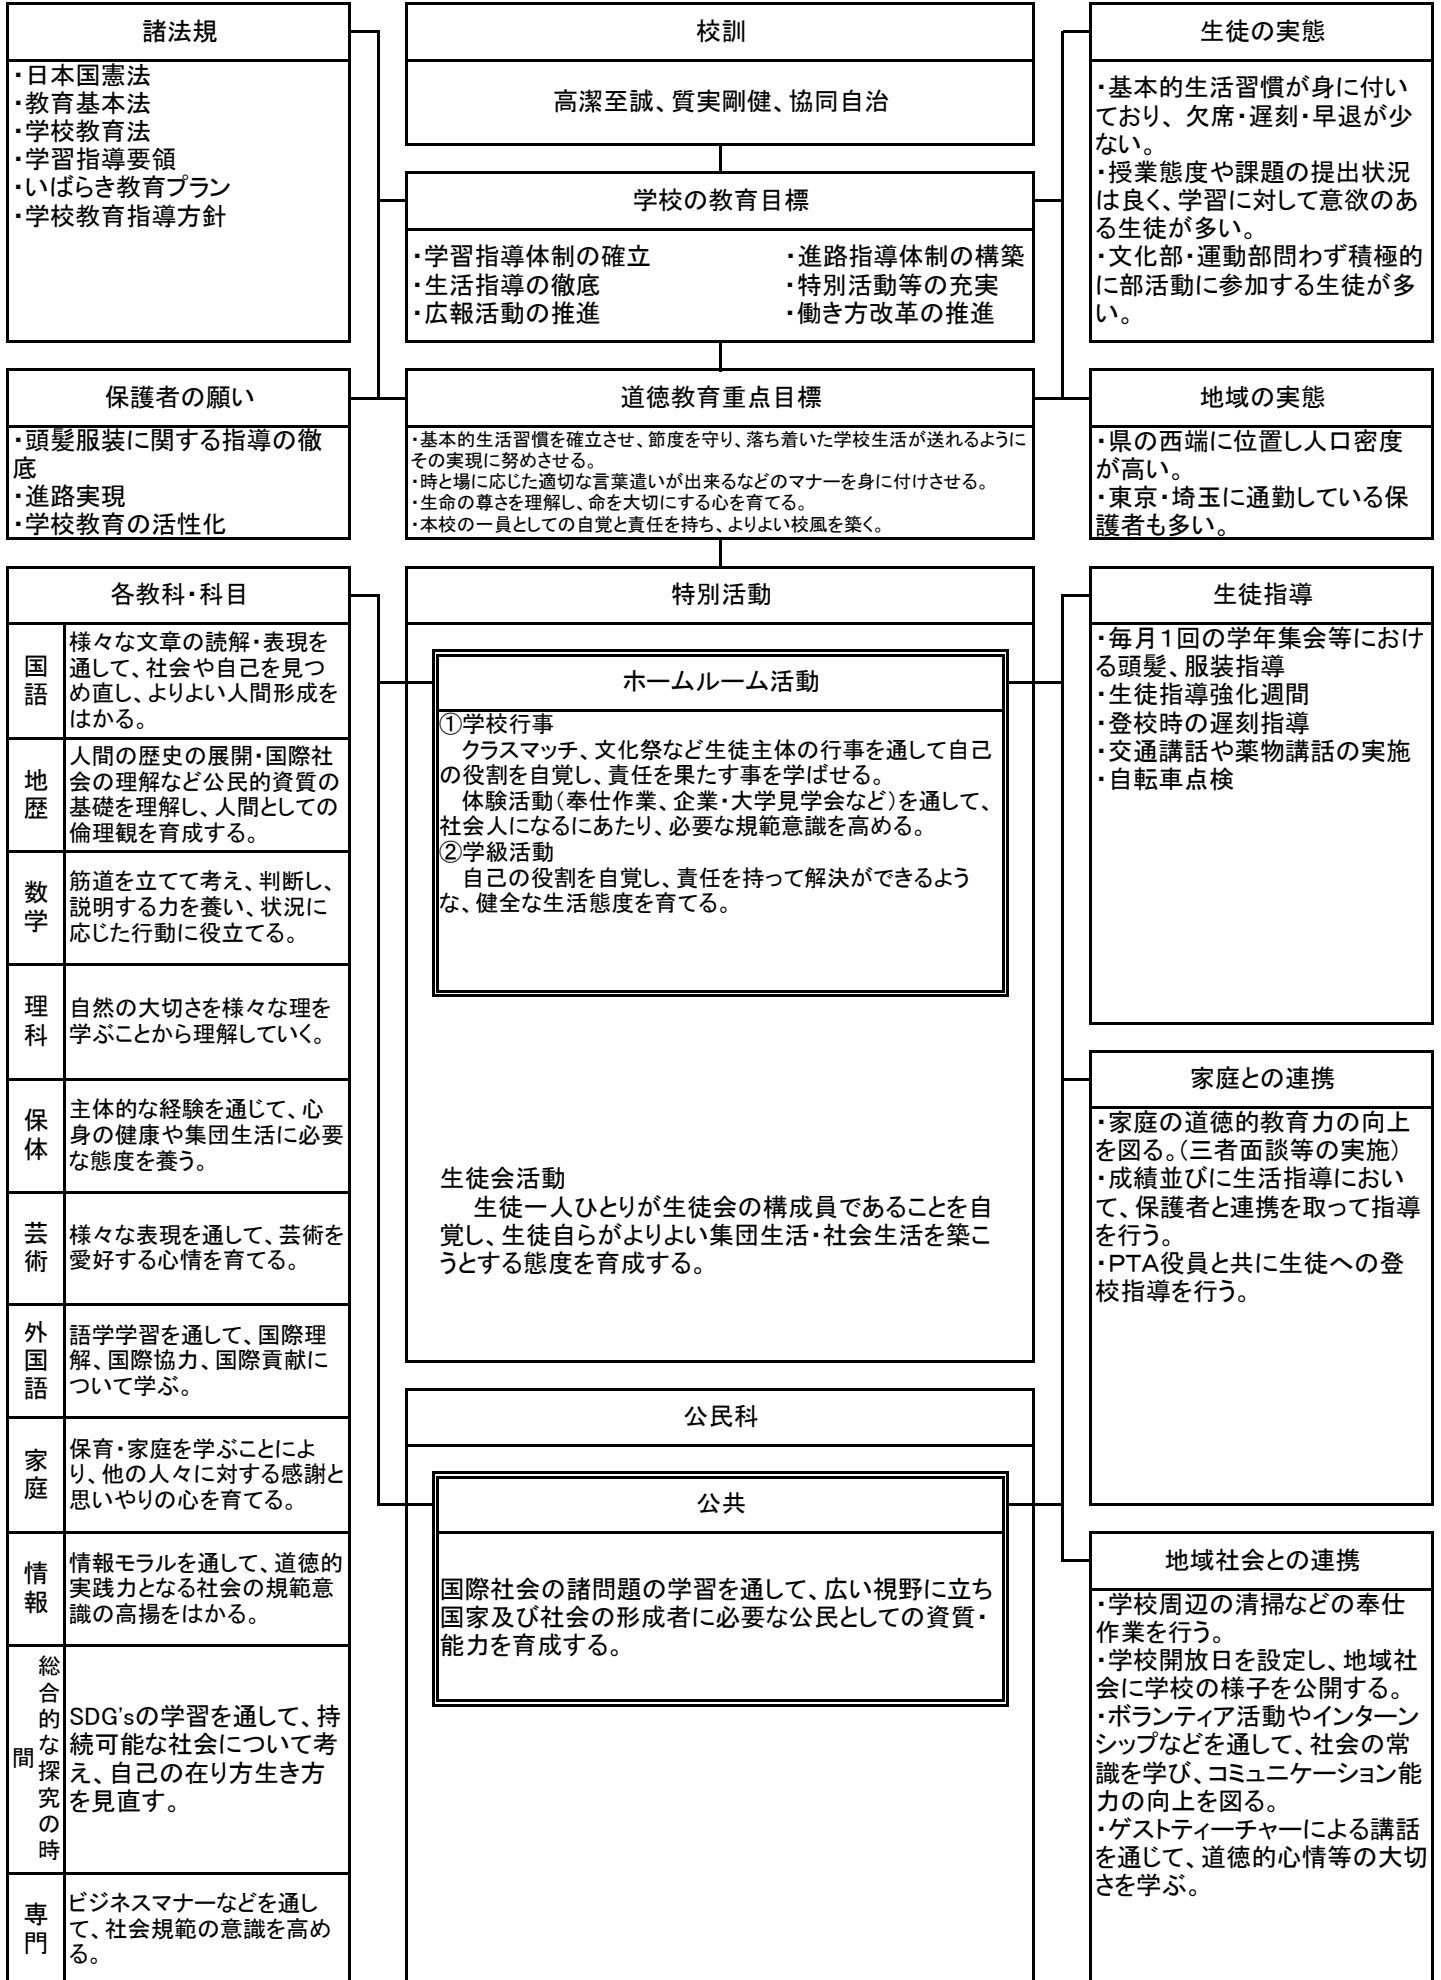 諸法規
・日本国憲法
・教育基本法
・学校教育法
・学習指導要領
・いばらき教育プラン
・学校教育指導方針
校訓
高潔至誠、質実剛健、協同自治
学校の教育目標
・学習指導体制の確立
・生活指導の徹底
・広報活動の推進
・進路指導体制の構築
・特別活動等の充実
・働き方改革の推進
生徒の実態
・基本的生活習慣が身に付い
ており、欠席・遅刻・早退が少
ない。
・授業態度や課題の提出状況
は良く、学習に対して意欲のあ
る生徒が多い。
・文化部・運動部問わず積極的
に部活動に参加する生徒が多
い。
保護者の願い
・頭髪服装に関する指導の徹
底
・進路実現
・学校教育の活性化
道徳教育重点目標
・基本的生活習慣を確立させ、節度を守り、落ち着いた学校生活が送れるように
その実現に努めさせる。
・時と場に応じた適切な言葉遣いが出来るなどのマナーを身に付けさせる。
・生命の尊さを理解し、命を大切にする心を育てる。
・本校の一員としての自覚と責任を持ち、よりよい校風を築く。
地域の実態
・県の西端に位置し人口密度
が高い。
・東京・埼玉に通勤している保
護者も多い。
各教科・科目
国語
様々な文章の読解・表現を
通して、社会や自己を見つ
め直し、よりよい人間形成を
はかる。
地歴
人間の歴史の展開・国際社
会の理解など公民的資質の
基礎を理解し、人間としての
倫理観を育成する。
数学
筋道を立てて考え、判断し、
説明する力を養い、状況に
応じた行動に役立てる。
理科
自然の大切さを様々な理を
学ぶことから理解していく。
保体
主体的な経験を通じて、心
身の健康や集団生活に必要
な態度を養う。
芸術
様々な表現を通して、芸術を
愛好する心情を育てる。
外国語
語学学習を通して、国際理
解、国際協力、国際貢献に
ついて学ぶ。
家庭
保育・家庭を学ぶことによ
り、他の人々に対する感謝と
思いやりの心を育てる。
情報
情報モラルを通して、道徳的
実践力となる社会の規範意
識の高揚をはかる。
総合的な探究の時
間
SDG'sの学習を通して、持
続可能な社会について考
え、自己の在り方生き方
を見直す。
専門
ビジネスマナーなどを通し
て、社会規範の意識を高め
る。
特別活動
ホームルーム活動
①学校行事
クラスマッチ、文化祭など生徒主体の行事を通して自己
の役割を自覚し、責任を果たす事を学ばせる。
体験活動（奉仕作業、企業・大学見学会など）を通して、
社会人になるにあたり、必要な規範意識を高める。
②学級活動
自己の役割を自覚し、責任を持って解決ができるよう
な、健全な生活態度を育てる。
生徒会活動
生徒一人ひとりが生徒会の構成員であることを自
覚し、生徒自らがよりよい集団生活・社会生活を築こ
うとする態度を育成する。
公民科
公共
国際社会の諸問題の学習を通して、広い視野に立ち
国家及び社会の形成者に必要な公民としての資質・
能力を育成する。
生徒指導
・毎月１回の学年集会等におけ
る頭髪、服装指導
・生徒指導強化週間
・登校時の遅刻指導
・交通講話や薬物講話の実施
・自転車点検
家庭との連携
・家庭の道徳的教育力の向上
を図る。（三者面談等の実施）
・成績並びに生活指導におい
て、保護者と連携を取って指導
を行う。
・PTA役員と共に生徒への登
校指導を行う。
地域社会との連携
・学校周辺の清掃などの奉仕
作業を行う。
・学校開放日を設定し、地域社
会に学校の様子を公開する。
・ボランティア活動やインターン
シップなどを通して、社会の常
識を学び、コミュニケーション能
力の向上を図る。
・ゲストティーチャーによる講話
を通じて、道徳的心情等の大切
さを学ぶ。